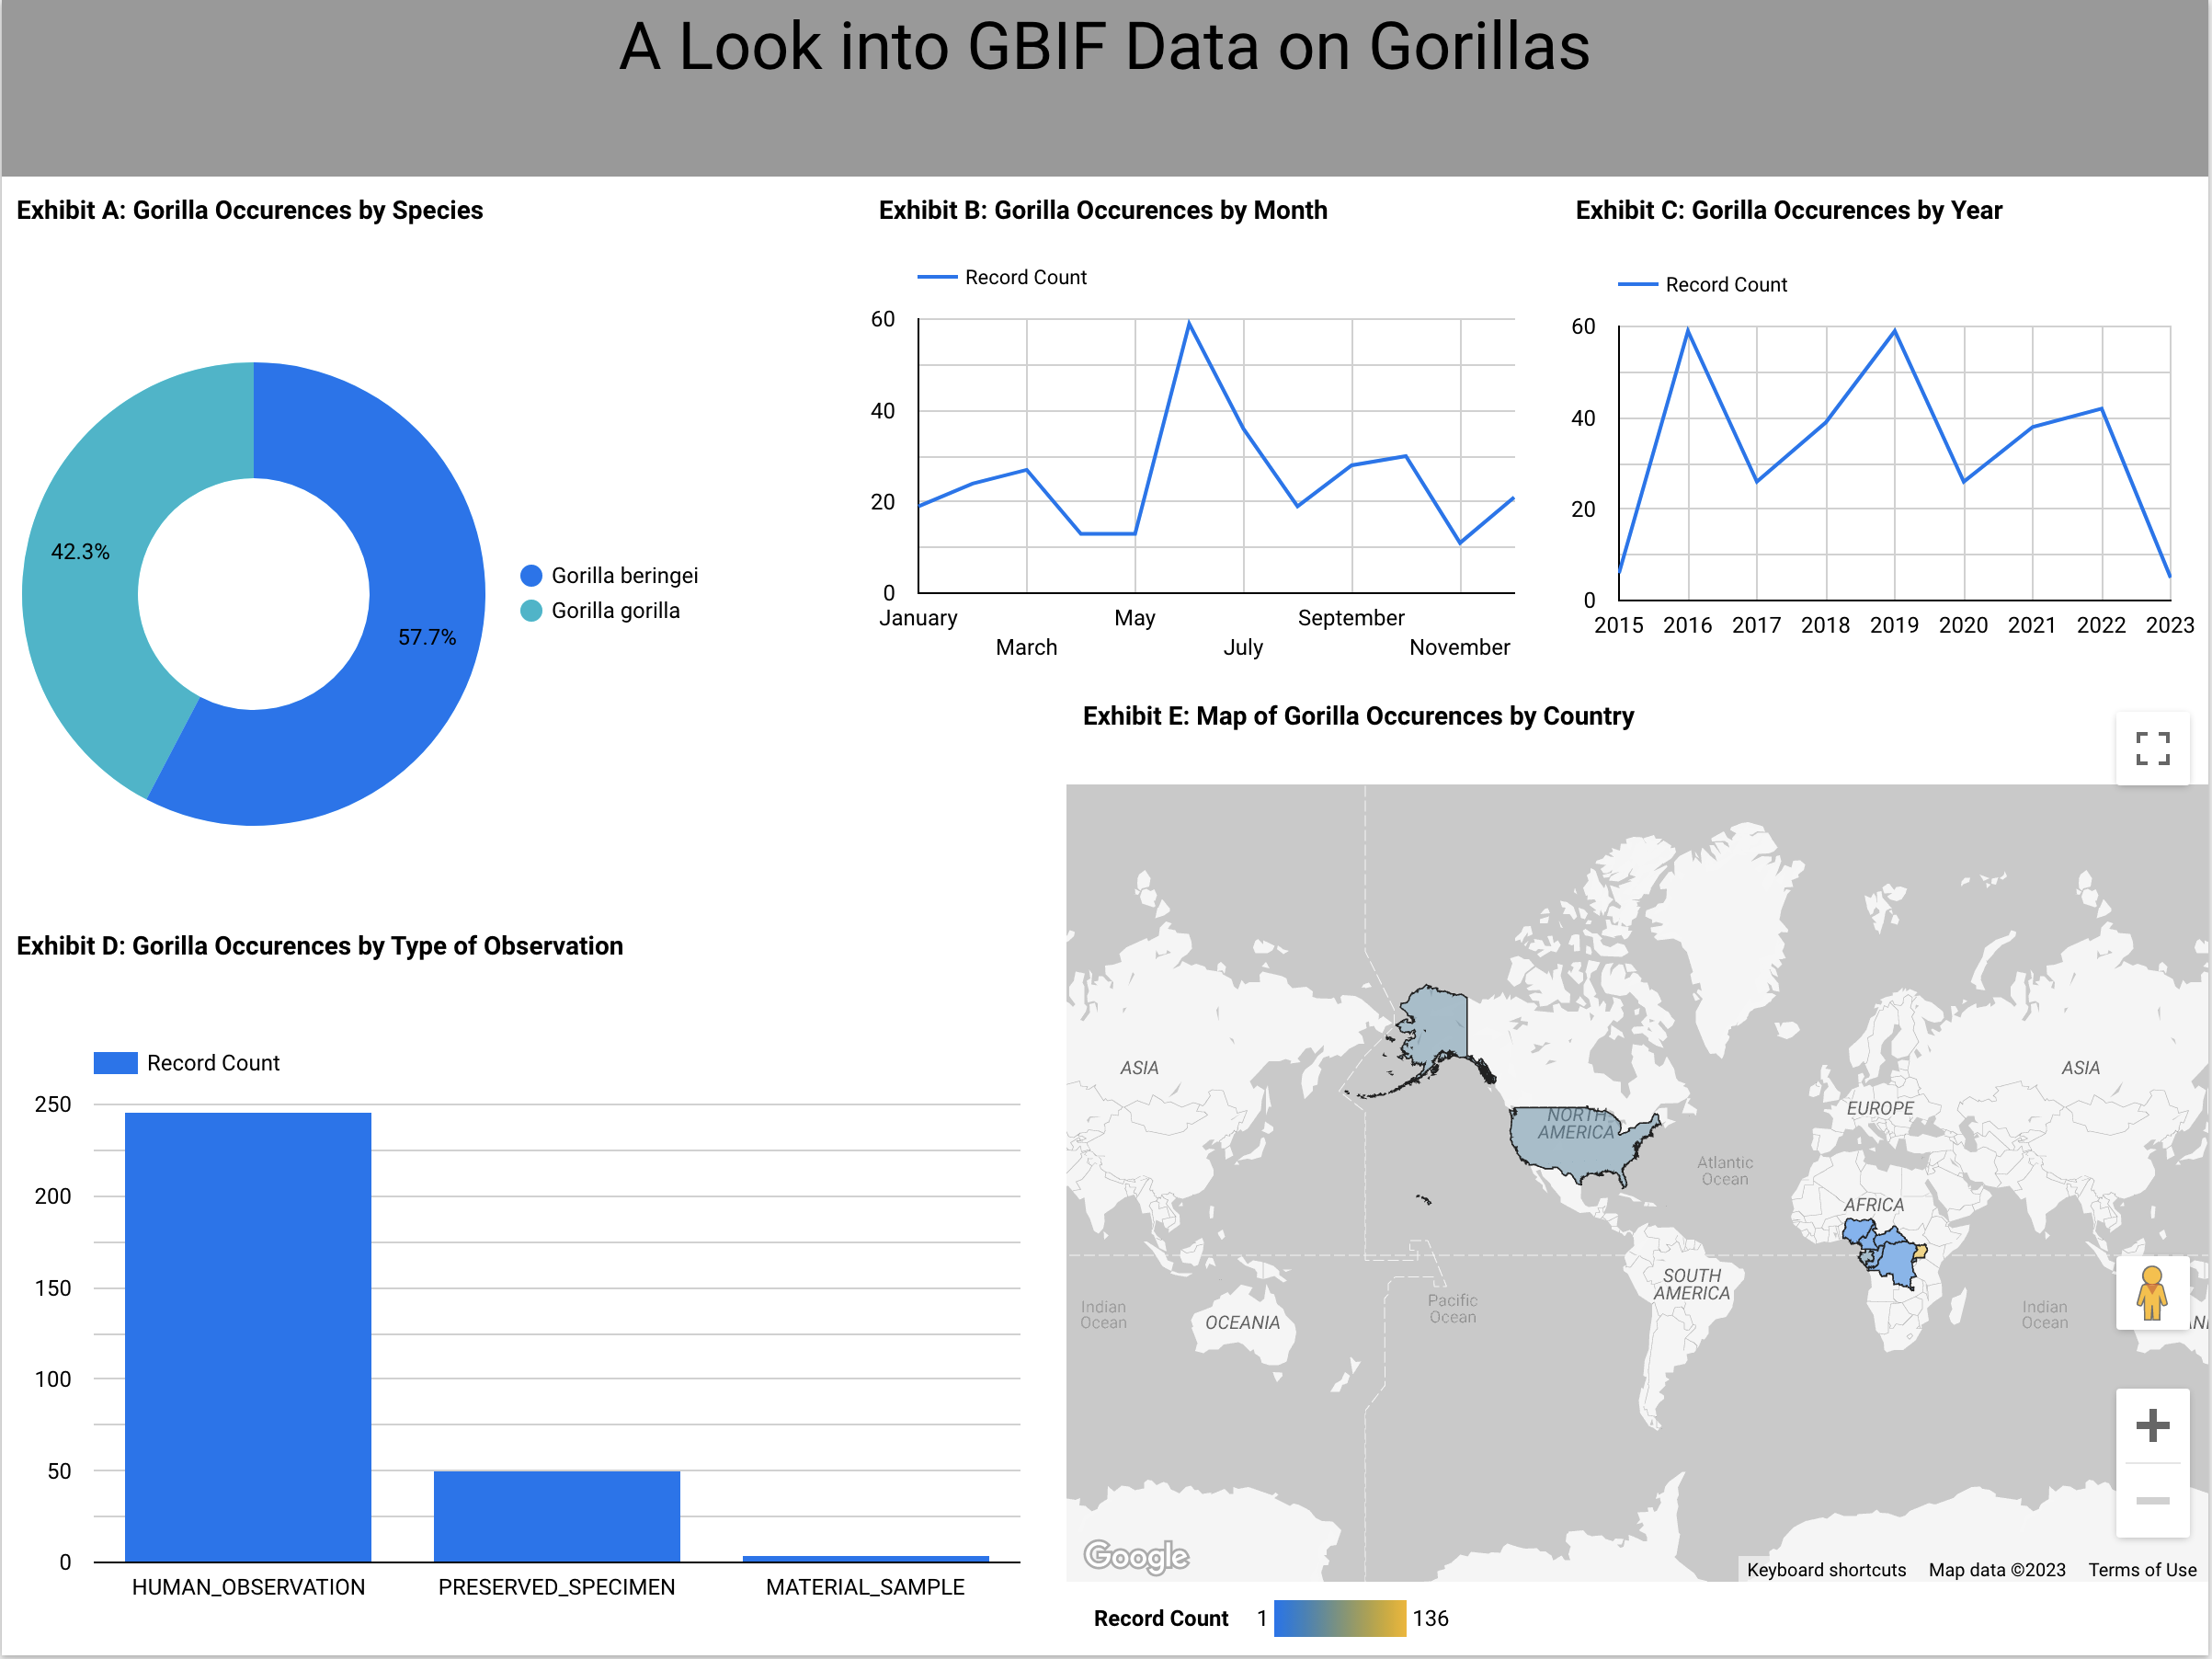 A Look into GBIF Data on Gorillas
Exhibit A: Gorilla Occurences by Species
42.3%
57.7%
Gorilla beringei
Gorilla gorilla
Exhibit B: Gorilla Occurences by Month
Record Count
60
40
20
0
January
March
May
July
September
November
Exhibit C: Gorilla Occurences by Year
Record Count
60
40
20
0
2015 2016 2017 2018 2019 2020 2021 2022 2023
Exhibit D: Gorilla Occurences by Type of Observation
Record Count
250
200
150
100
50
0
HUMAN_OBSERVATION PRESERVED_SPECIMEN MATERIAL_SAMPLE
Exhibit E: Map of Gorilla Occurences by Country
ASIA
NORTH
AMERICA
EUROPE
ASIA
Atlantic
Ocean
AFRICA
SOUTH
AMERICA
Indian
Ocean
OCEANIA
Pacific
Ocean
Indian
Ocean
Google
Keyboard shortcuts Map data ©2023 Terms of Use
Record Count 1 136